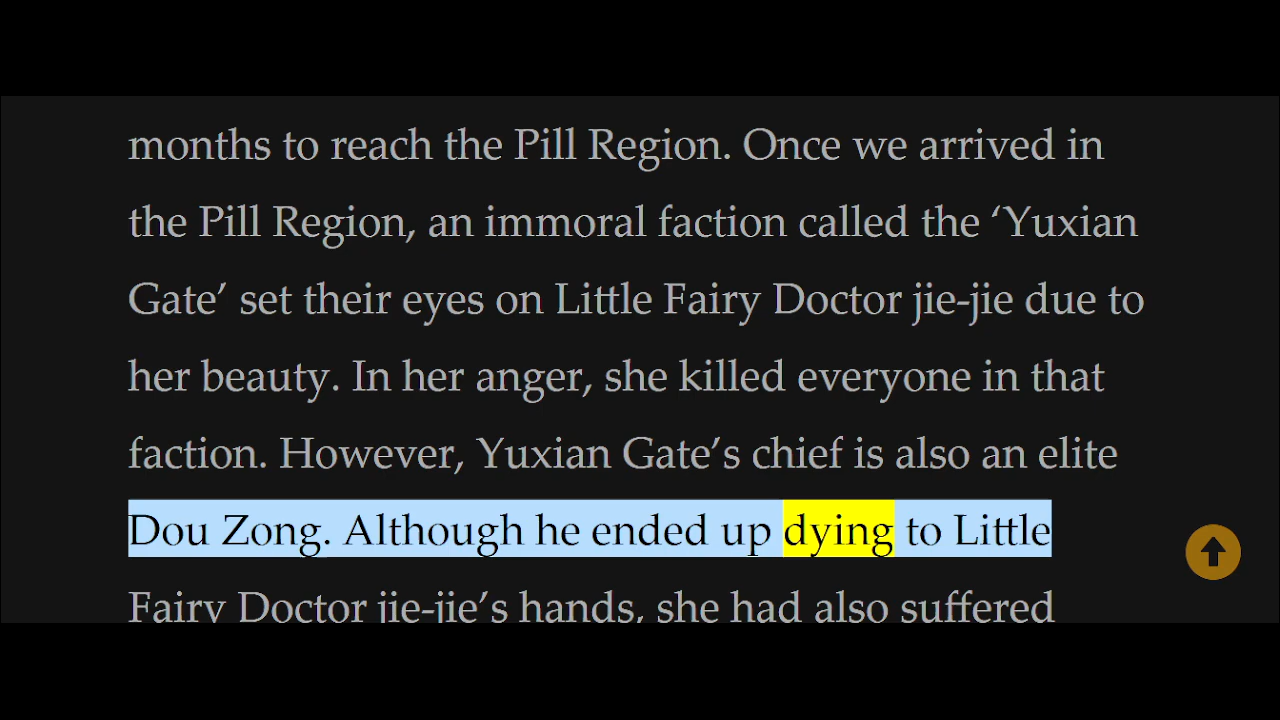 months to reach the Pill Region. Once we arrived in
the Pill Region, an immoral faction called the ‘Yuxian
Gate’ set their eyes on Little Fairy Doctor jie-jie due to
her beauty. In her anger, she killed everyone in that
faction. However, Yuxian Gate’s chief is also an elite
Dou Zong. Although he ended up dying to Little
Fairy Doctor jie-jie’s hands, she had also suffered